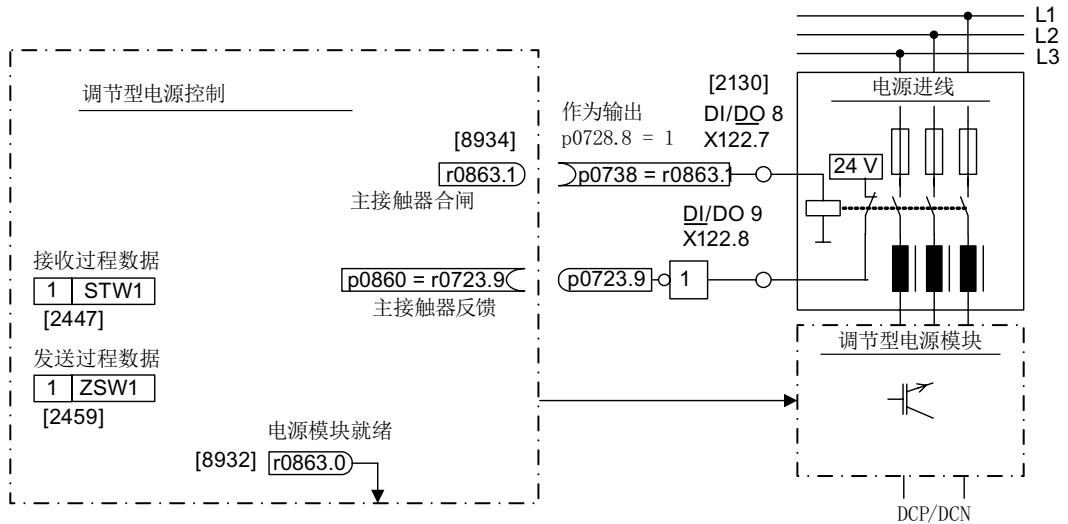 L1
L2
L3
调节型电源控制
[8934]
r0863.1
主接触器合闸
作为输出
p0728.8 = 1
p0738 = r0863.1
[2130]
DI/DO 8
X122.7
电源进线
24 V
DI/DO 9
X122.8
接收过程数据
1 STW1
[2447]
p0860 = r0723.9
主接触器反馈
p0723.9
1
发送过程数据
1 ZSW1
[2459]
调节型电源模块
电源模块就绪
[8932] r0863.0
DCP/DCN